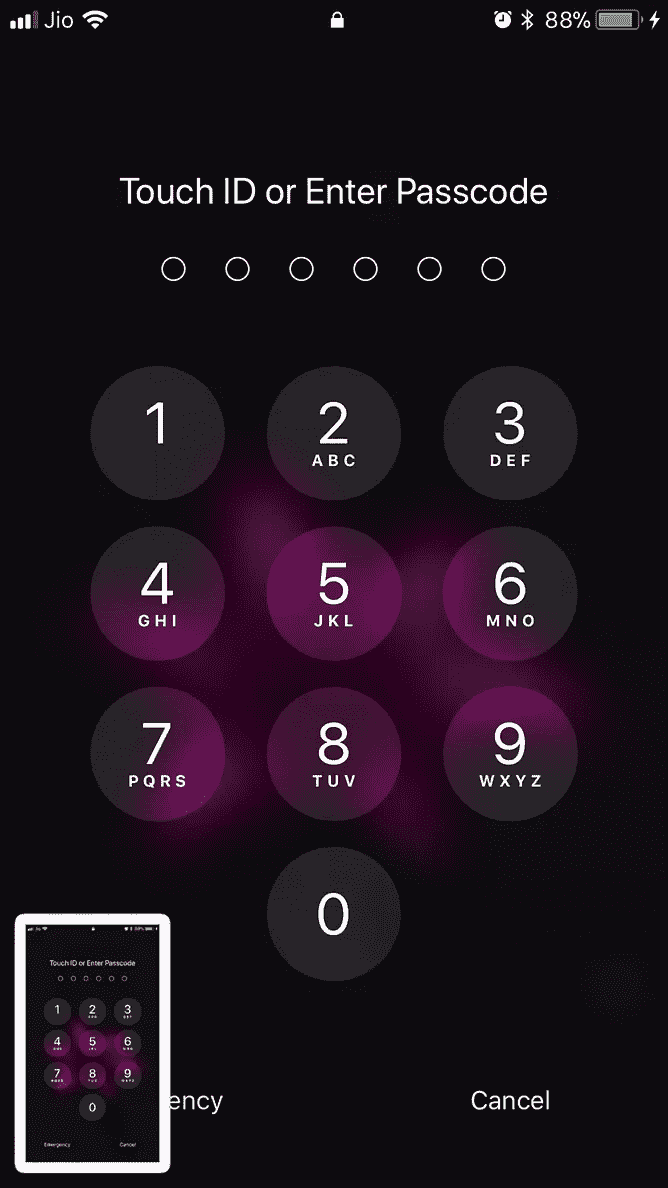 Jio 88%
Touch ID or Enter Passcode
1 2 3
ABC DEF
4 5 6
GHI JKL MNO
7 8 9
PQRS TUV WXYZ
0
Touch ID or Enter Passcode
1 2 3
4 5 6
7 8 9
0
Emergency Cancel
ency Cancel